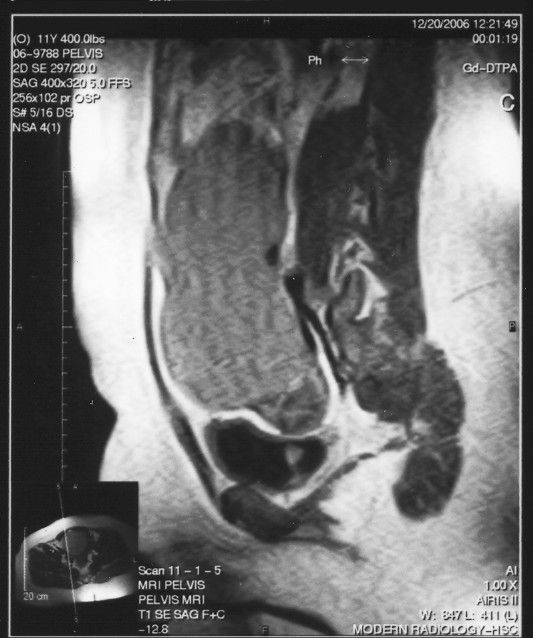 H
12/20/2006 12:21:49
(O) 11Y 400.0lbs
00:01:19
06-9788 PELVIS
Ph
2D SE 297/20.0
Gd-DTPA
SAG 400x320 5.0 FFS
256x102 pr OSP
C
S# 5/16 DS
NSA 4(1)
A
P
20 cm
L
Scan 11 - 1 - 5
AI
MRI PELVIS
1.00 X
PELVIS MRI
AIRIS II
T1 SE SAG F+C
W: 847 L: 411 (L)
-12.8
F
MODERN RADIOLOGY-HSC